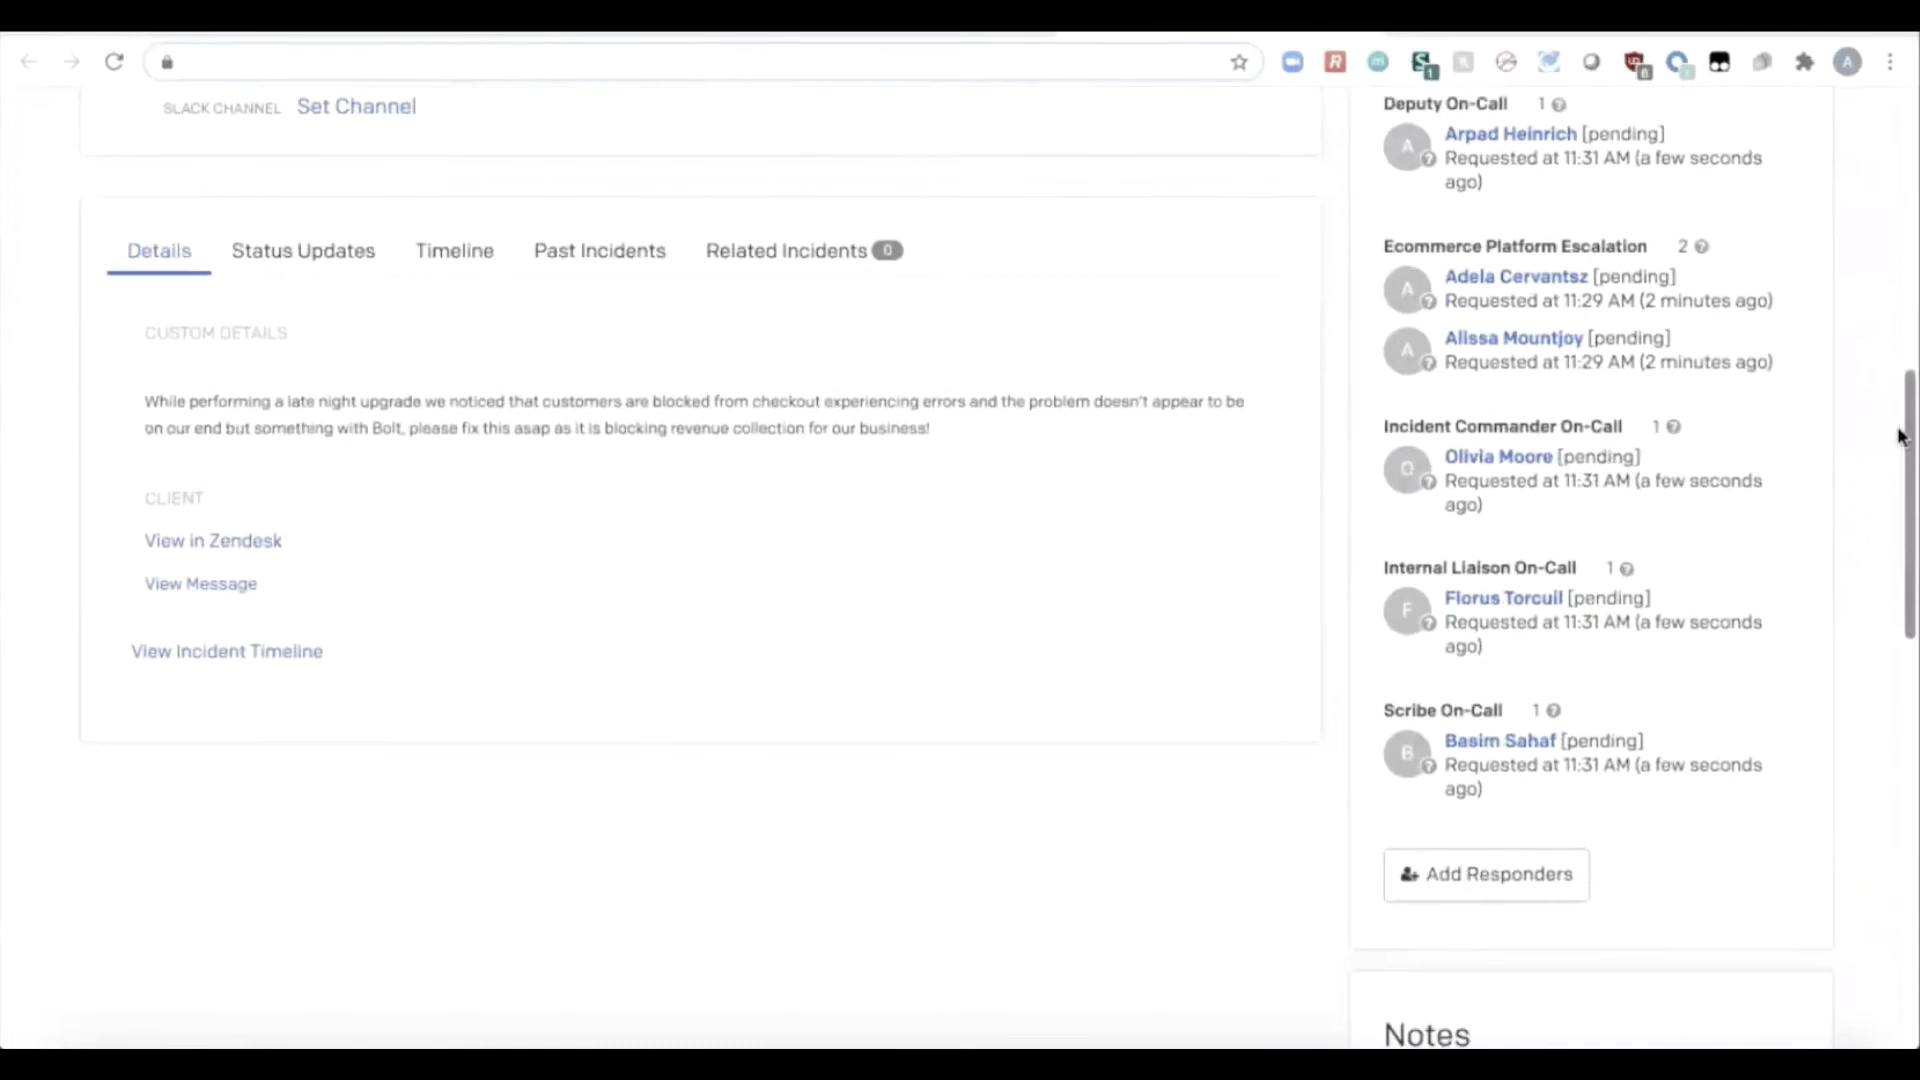 SLACK CHANNEL Set Channel
Details Status Updates Timeline Past Incidents Related Incidents 0
CUSTOM DETAILS
While performing a late night upgrade we noticed that customers are blocked from checkout experiencing errors and the problem doesn't appear to be
on our end but something with Bolt, please fix this asap as it is blocking revenue collection for our business!
CLIENT
View in Zendesk
View Message
View Incident Timeline
Deputy On-Call 1
A
Arpad Heinrich [pending]
Requested at 11:31 AM (a few seconds
ago)
Ecommerce Platform Escalation 2
A
Adela Cervantsz [pending]
Requested at 11:29 AM (2 minutes ago)
A
Alissa Mountjoy [pending]
Requested at 11:29 AM (2 minutes ago)
Incident Commander On-Call 1
O
Olivia Moore [pending]
Requested at 11:31 AM (a few seconds
ago)
Internal Liaison On-Call 1
F
Florus Torcuil [pending]
Requested at 11:31 AM (a few seconds
ago)
Scribe On-Call 1
B
Basim Sahaf [pending]
Requested at 11:31 AM (a few seconds
ago)
Add Responders
Notes